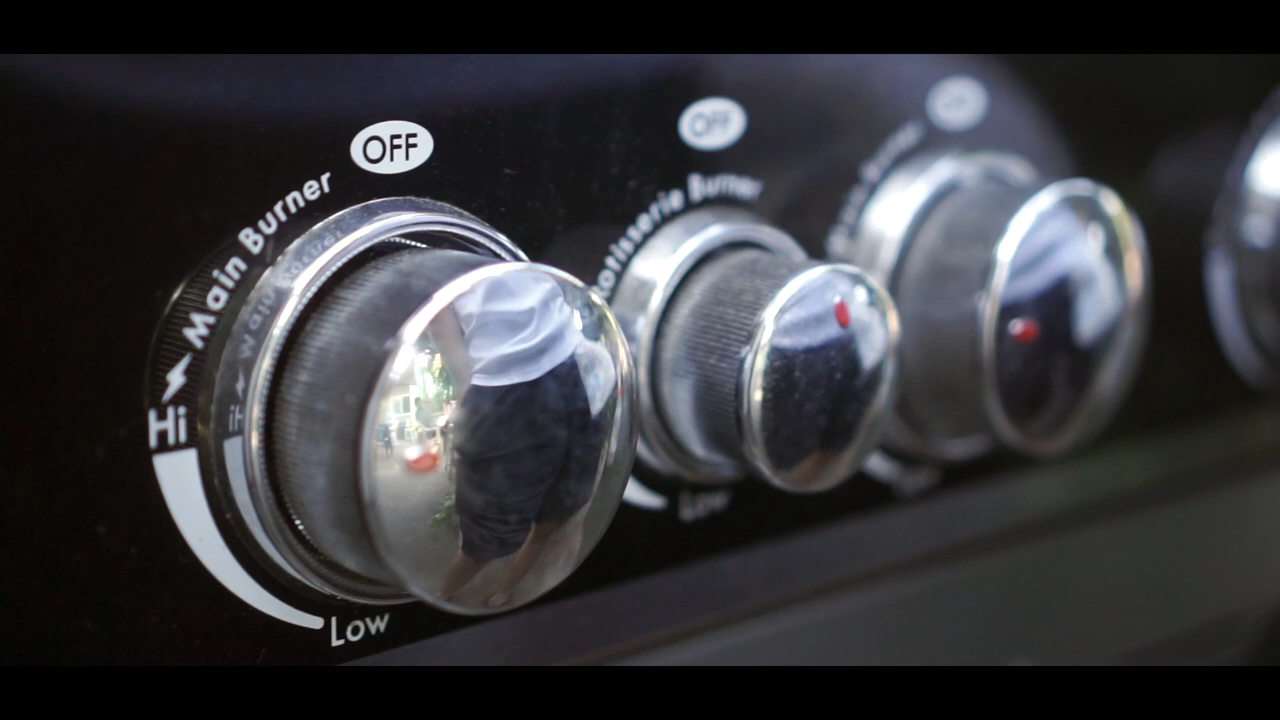 OFF
Main Burner
Hi
Low
OFF
Rotisserie Burner
Low